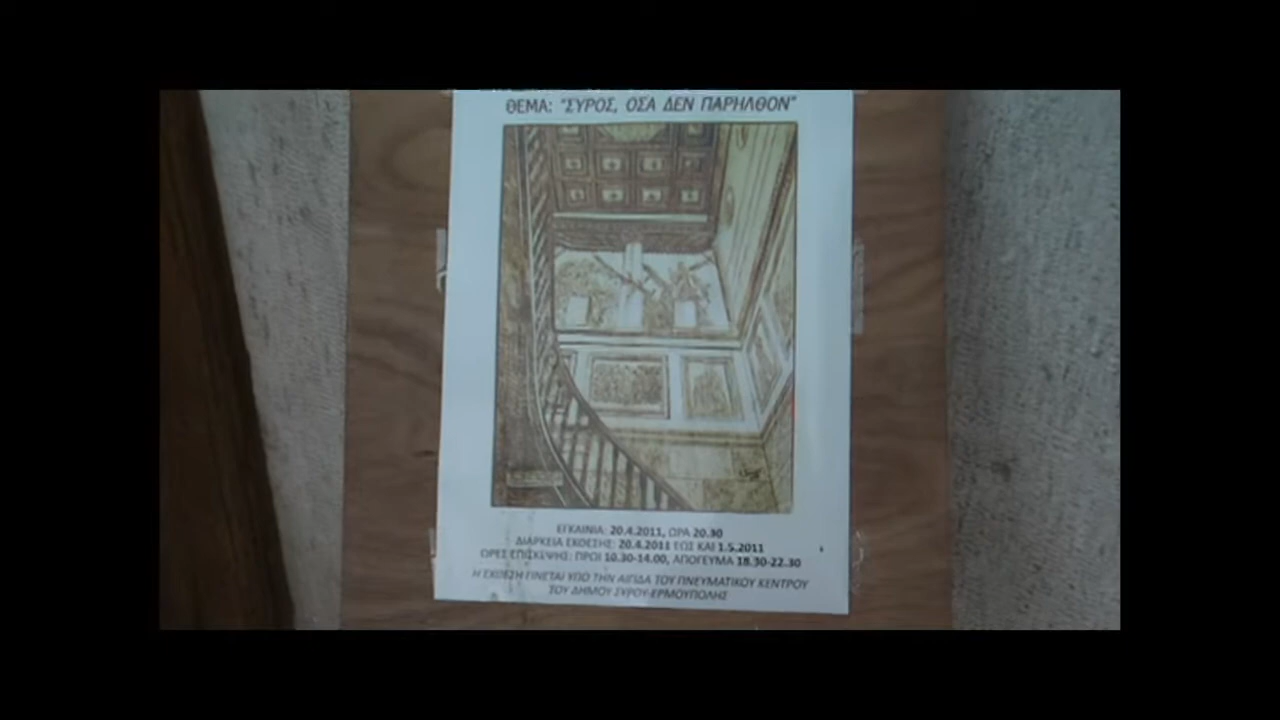 ΘΕΜΑ: "ΣΥΡΟΣ, ΟΣΑ ΔΕΝ ΠΑΡΗΛΘΟΝ"
ΕΓΚΑΙΝΙΑ: 20.4.2011, ΩΡΑ 20.30
ΔΙΑΡΚΕΙΑ ΕΚΘΕΣΗΣ: 20.4.2011 ΕΩΣ ΚΑΙ 1.5.2011
ΩΡΕΣ ΕΠΙΣΚΕΨΗΣ: ΠΡΩΙ 10.30-14.00, ΑΠΟΓΕΥΜΑ 18.30-22.30
Η ΕΚΘΕΣΗ ΓΙΝΕΤΑΙ ΥΠΟ ΤΗΝ ΑΙΓΙΔΑ ΤΟΥ ΠΝΕΥΜΑΤΙΚΟΥ ΚΕΝΤΡΟΥ
ΤΟΥ ΔΗΜΟΥ ΣΥΡΟΥ-ΕΡΜΟΥΠΟΛΗΣ